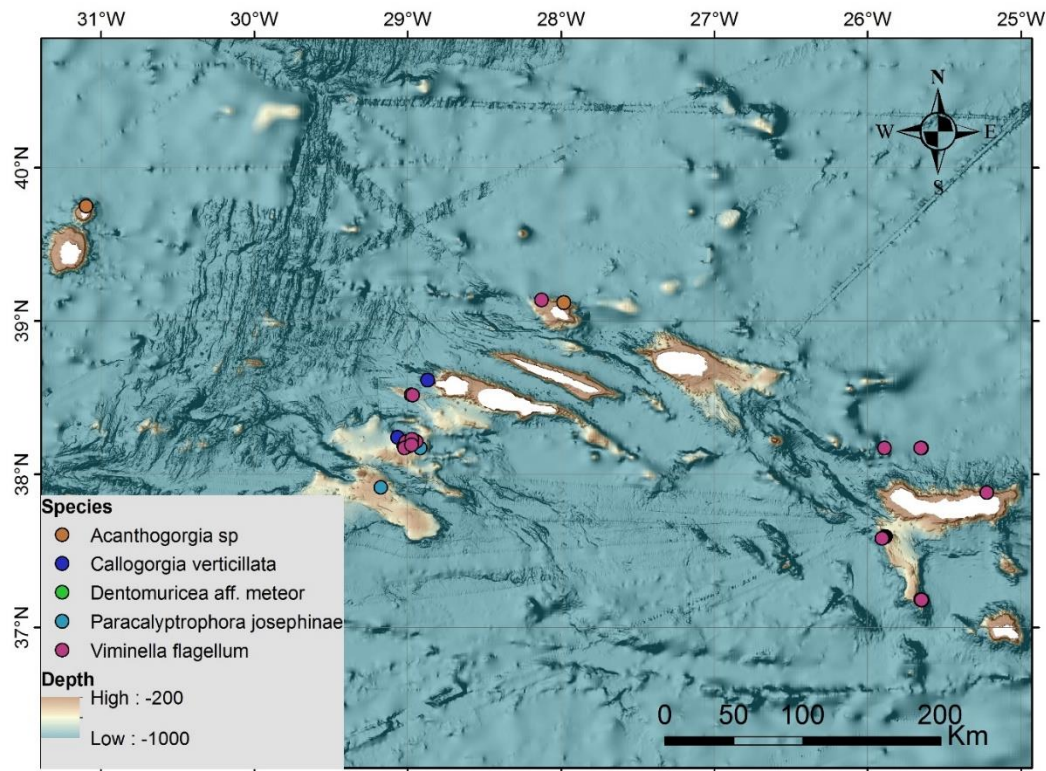 31°W 30°W 29°W 28°W 27°W 26°W 25°W
N
W E
S
40°N
39°N
38°N
37°N
Species
Acanthogorgia sp
Callogorgia verticillata
Dentomuricea aff. meteor
Paracalyptrophora josephinae
Viminella flagellum
Depth
High : -200
Low : -1000
0 50 100 200
Km